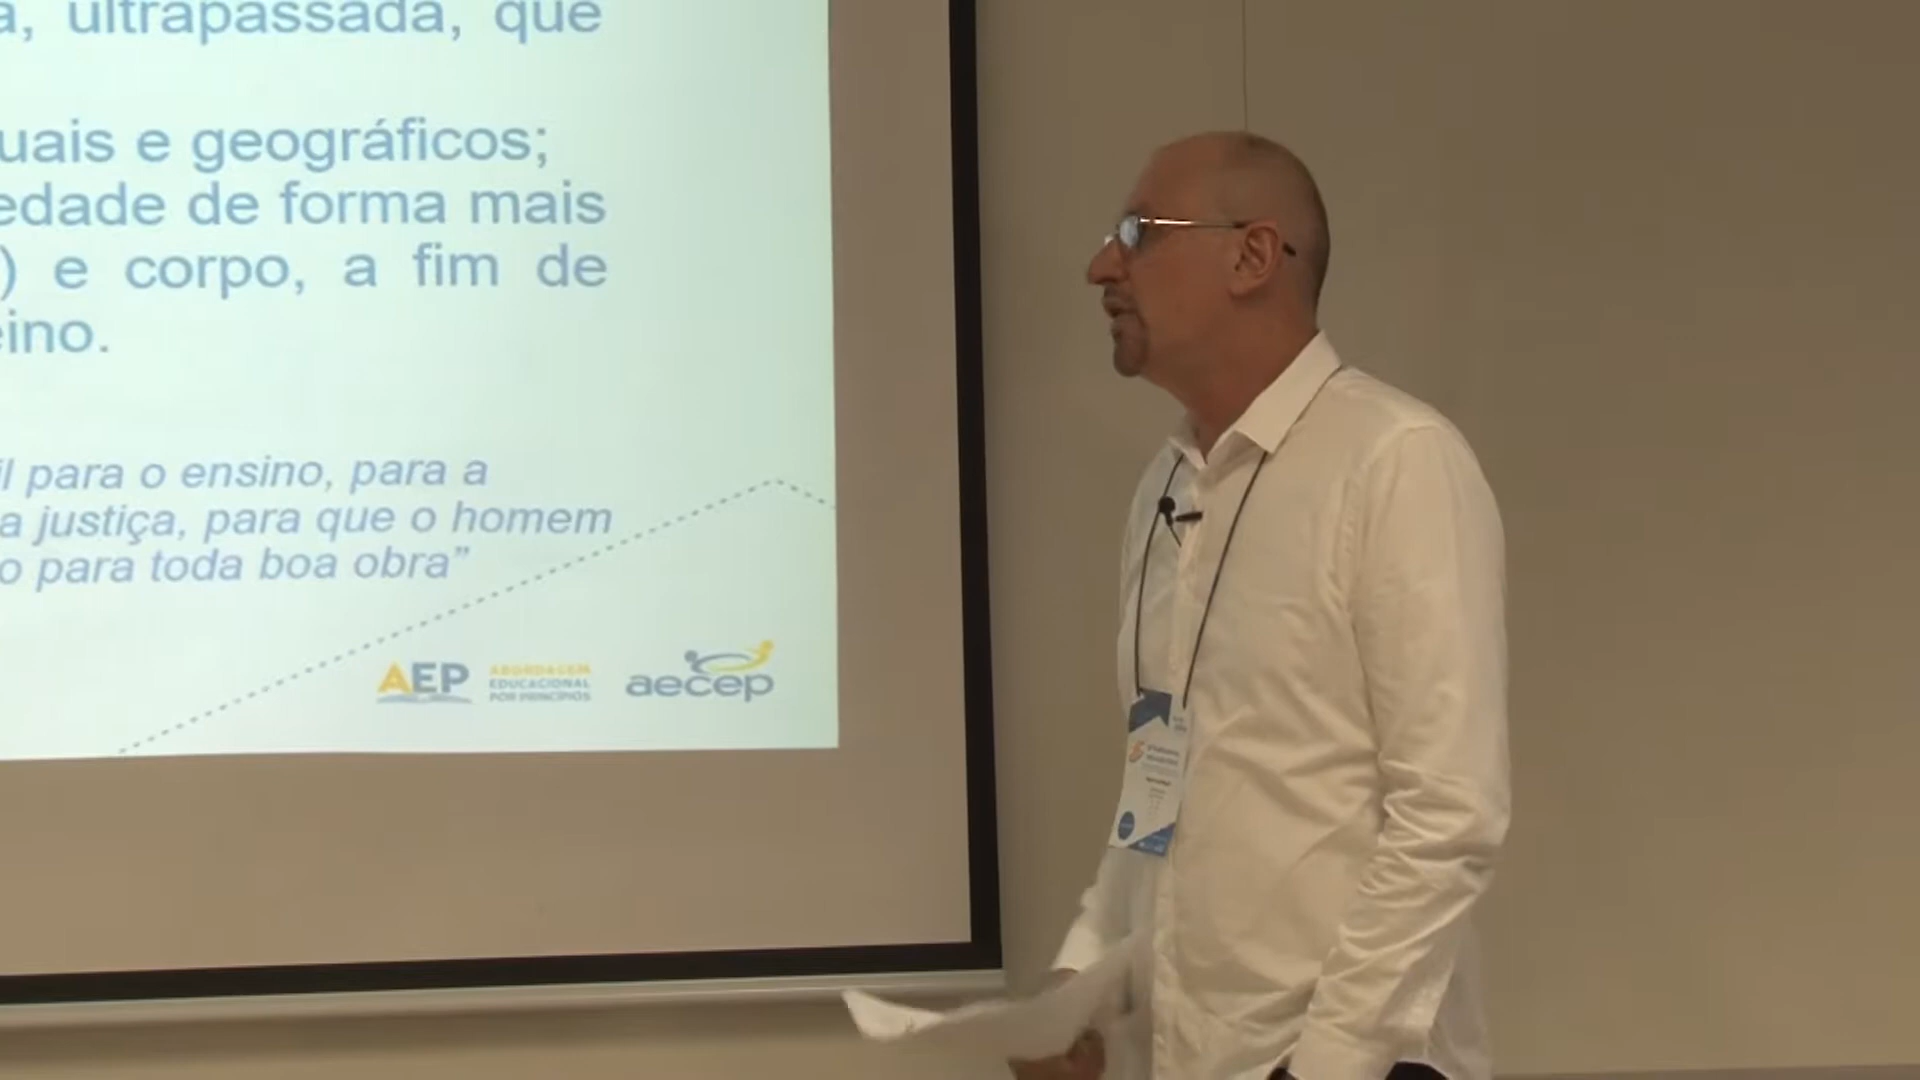 a, ultrapassada, que
uais e geográficos;
edade de forma mais
) e corpo, a fim de
eino.
il para o ensino, para a
a justiça, para que o homem
o para toda boa obra”
AEP
ABORDAGEM
EDUCACIONAL
POR PRINCÍPIOS
aecep